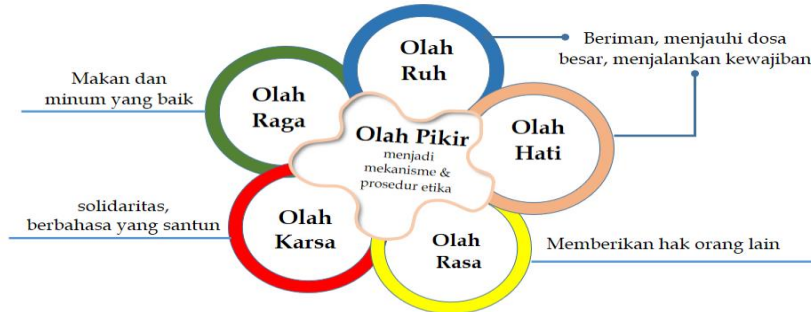 Olah
Ruh
Beriman, menjauhi dosa
besar, menjalankan kewajiban
Makan dan
minum yang baik
Olah
Raga
Olah Pikir
menjadi
mekanisme &
prosedur etika
Olah
Hati
solidaritas,
berbahasa yang santun
Olah
Karsa
Olah
Rasa
Memberikan hak orang lain